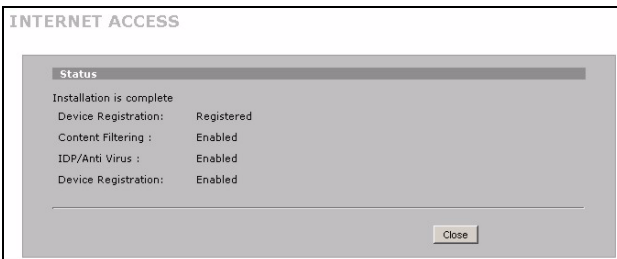 INTERNET ACCESS
Status
Installation is complete
Device Registration: Registered
Content Filtering : Enabled
IDP/Anti Virus : Enabled
Device Registration: Enabled
Close